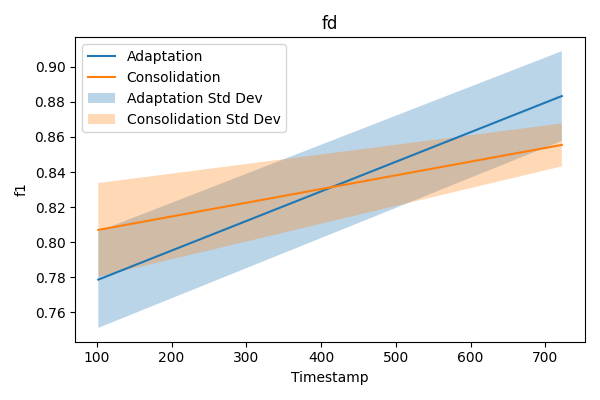 fd
Adaptation
Consolidation
Adaptation Std Dev
Consolidation Std Dev
0.90
0.88
0.86
0.84
0.82
0.80
0.78
0.76
f1
100 200 300 400 500 600 700
Timestamp